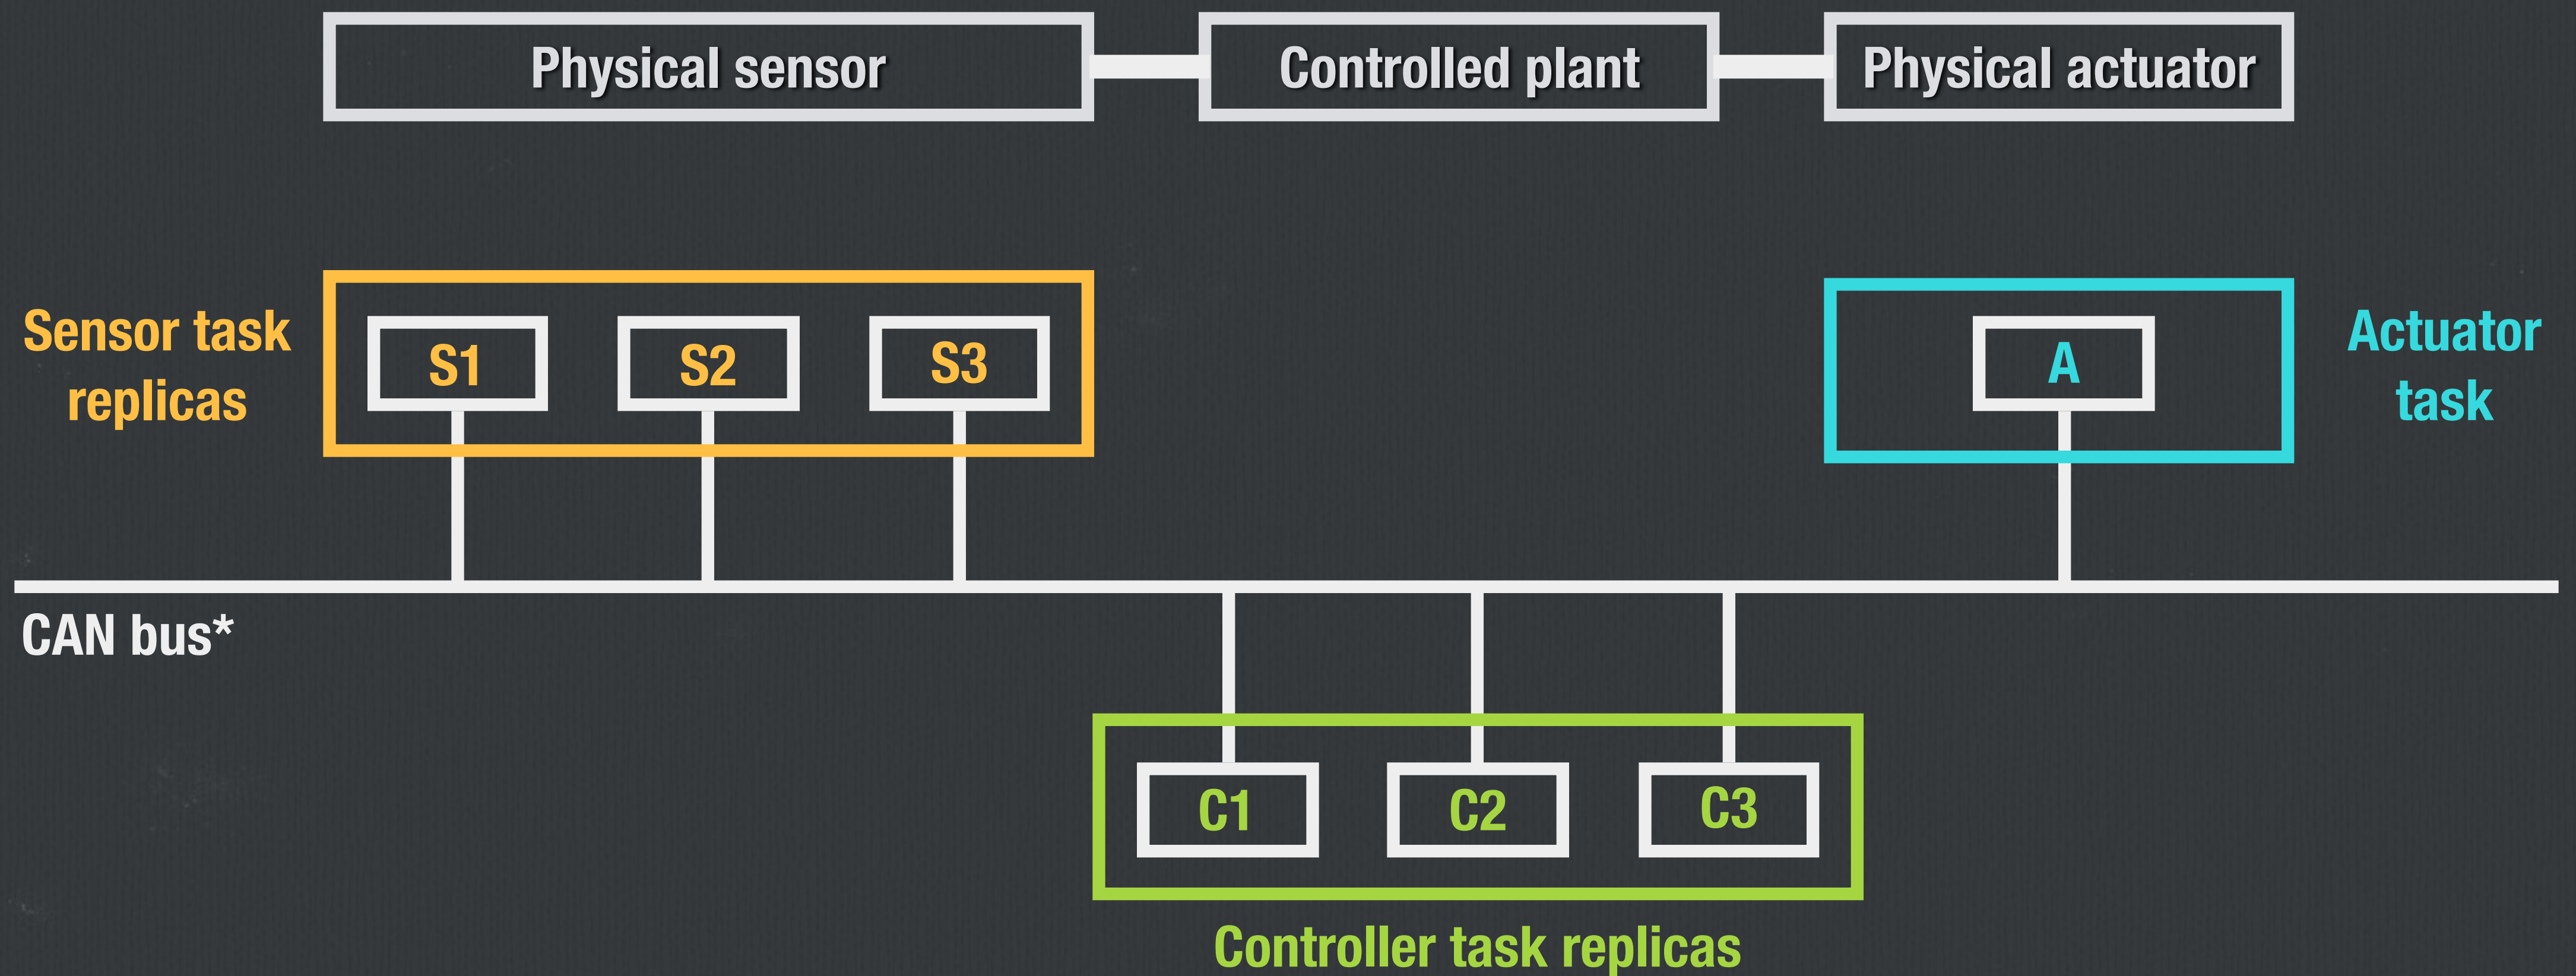 Physical sensor
Controlled plant
Physical actuator
Sensor task
replicas
S1
S2
S3
A
Actuator
task
CAN bus*
C1
C2
C3
Controller task replicas